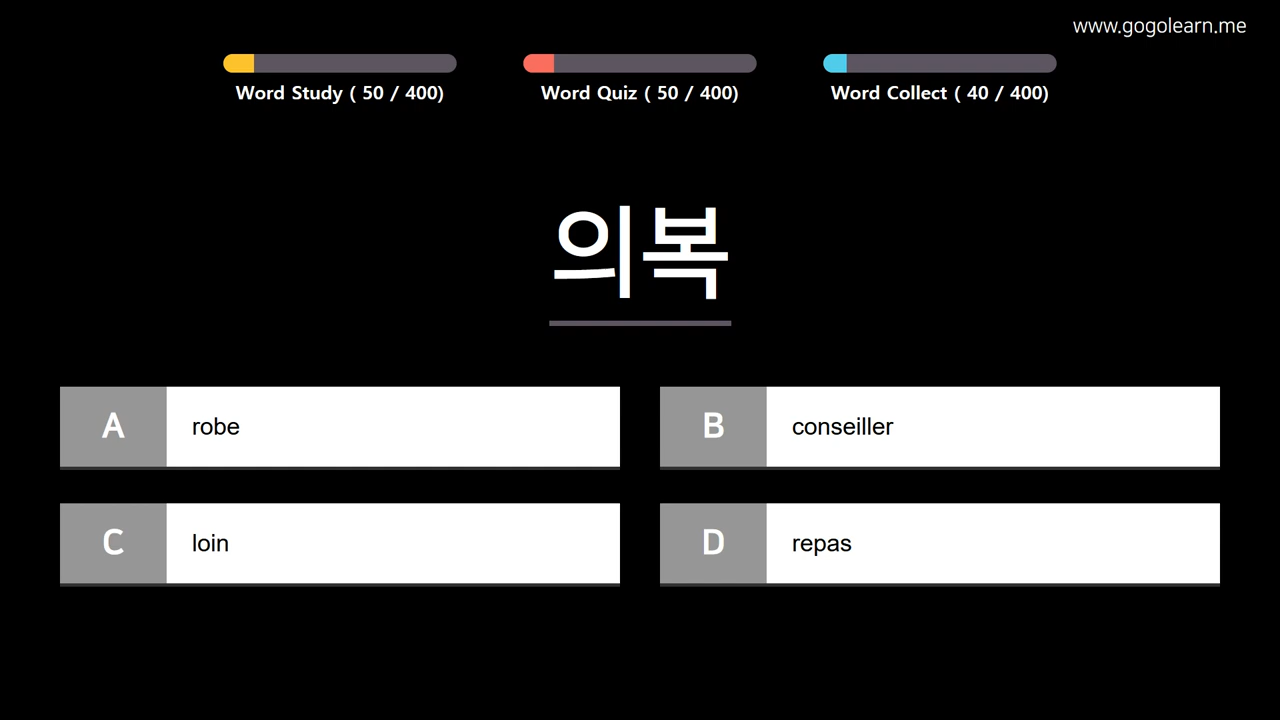 www.gogolearn.me
Word Study ( 50 / 400)
Word Quiz ( 50 / 400)
Word Collect ( 40 / 400)
의복
A robe
B conseiller
C loin
D repas